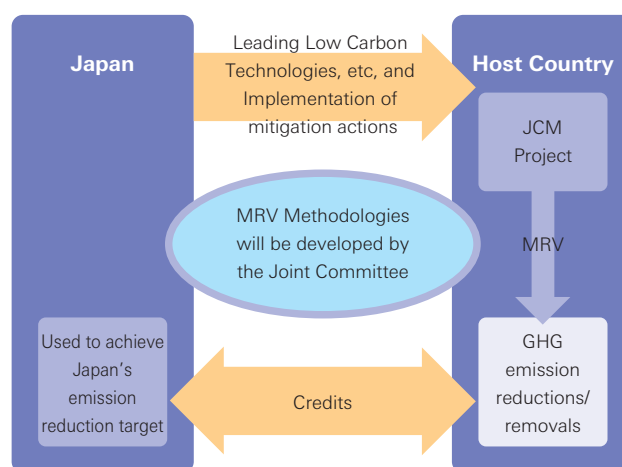 Japan
Leading Low Carbon
Technologies, etc, and
Implementation of
mitigation actions
Host Country
JCM
Project
MRV Methodologies
will be developed by
the Joint Committee
MRV
Used to achieve
Japan's
emission
reduction target
Credits
GHG
emission
reductions/
removals